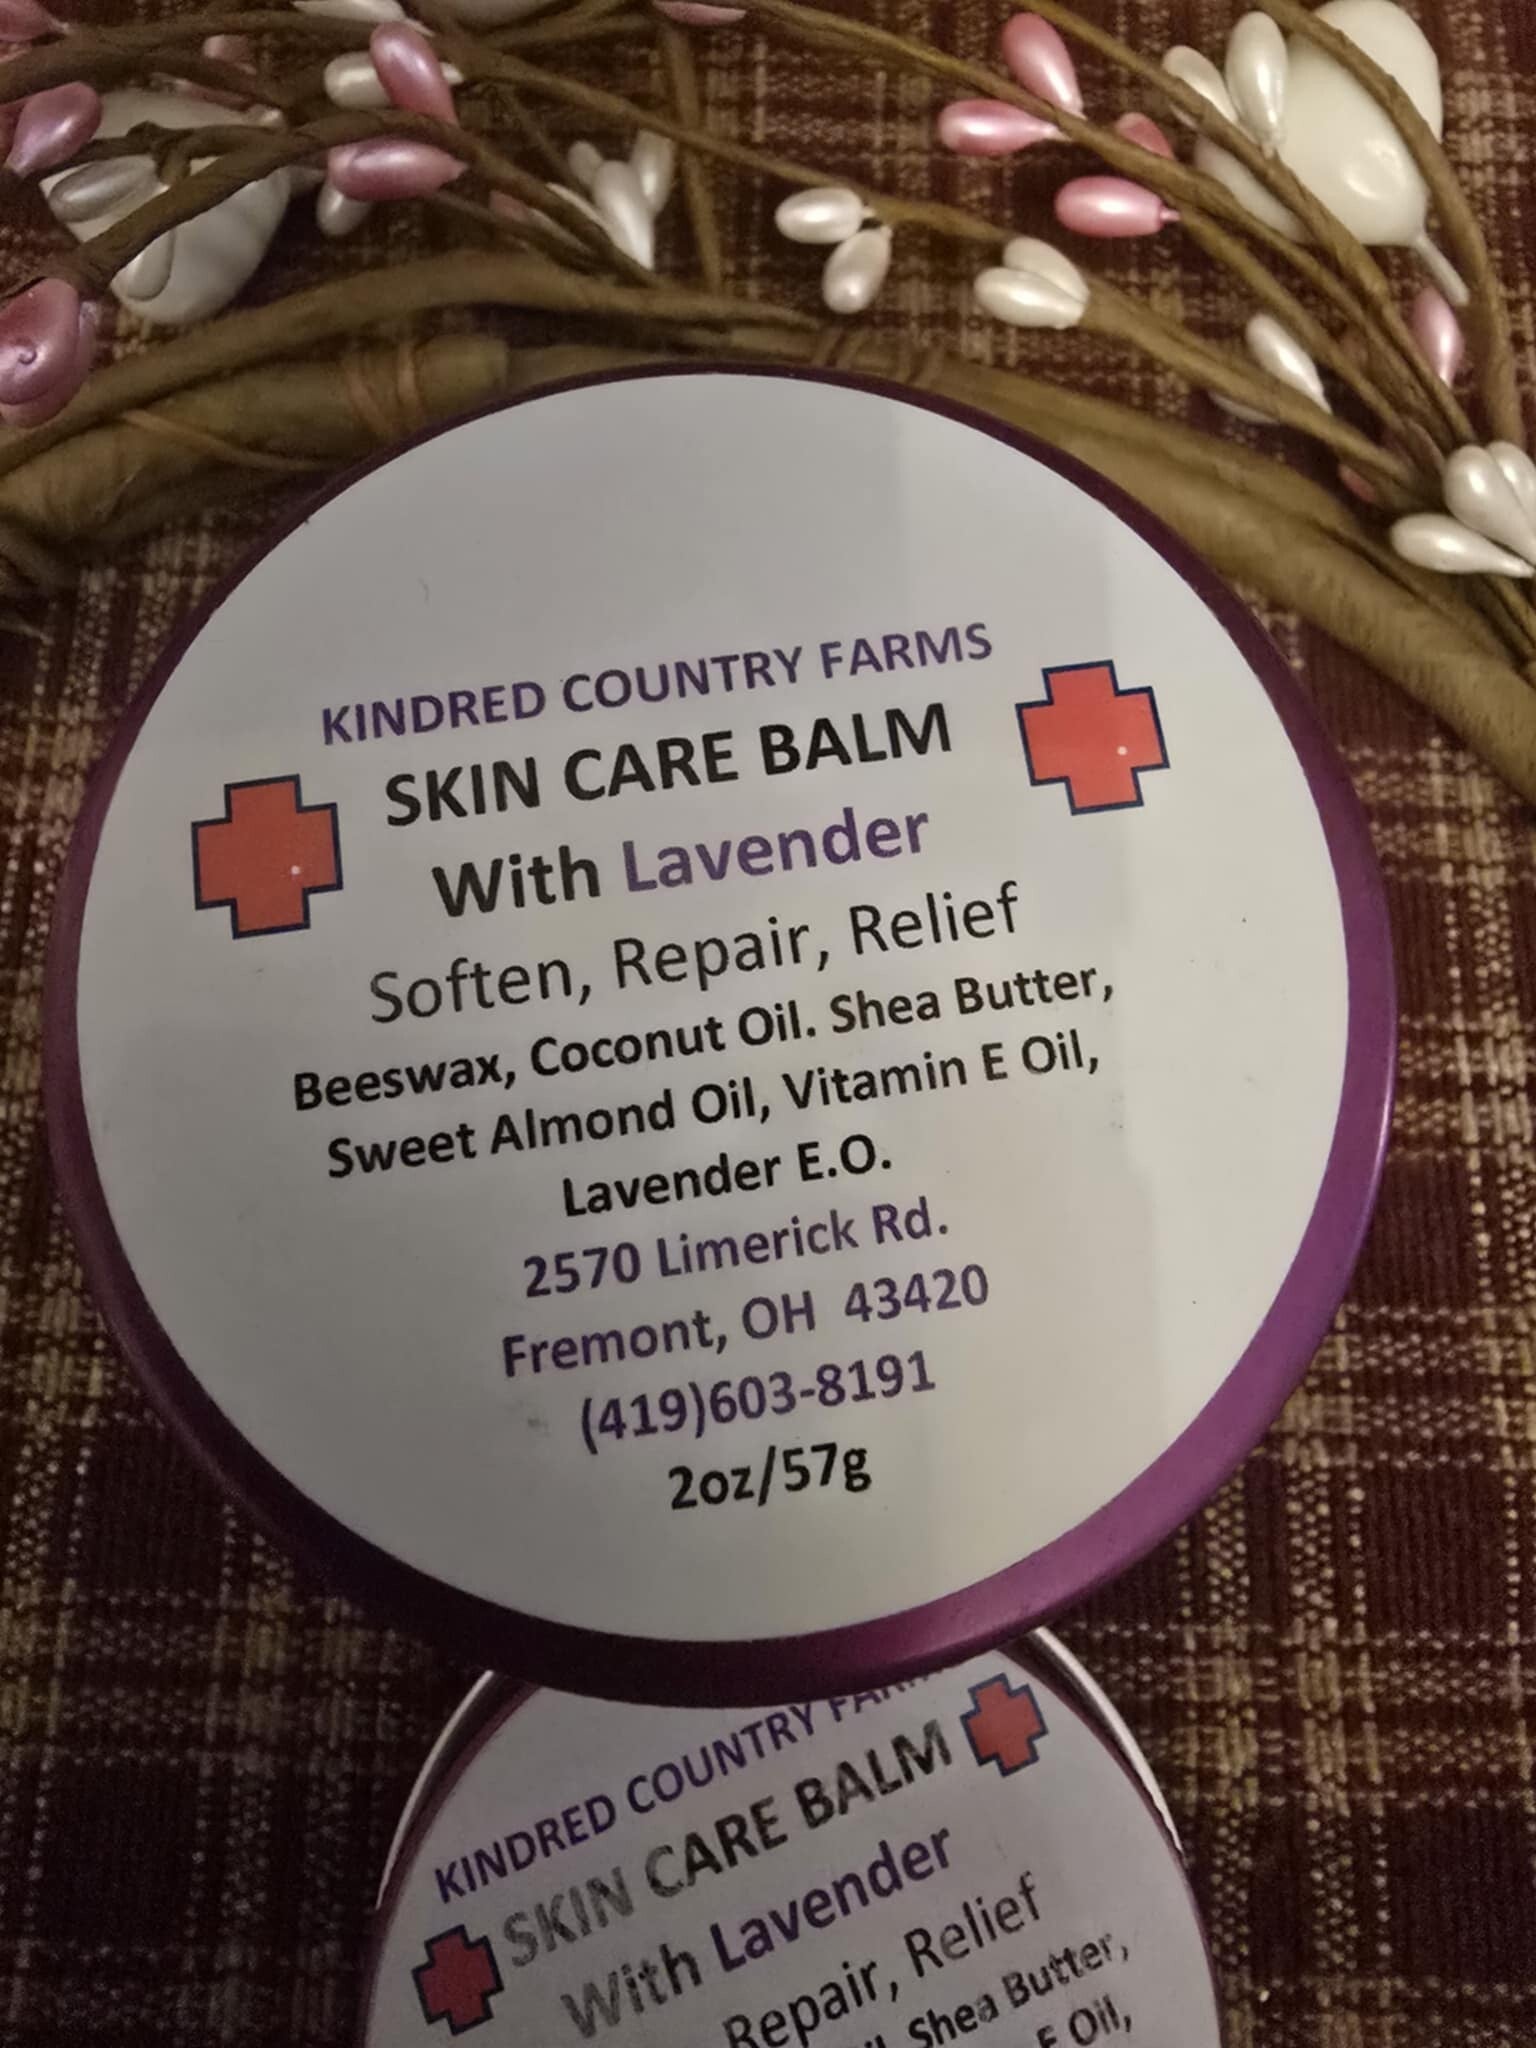 KINDRED COUNTRY FARMS
SKIN CARE BALM
With Lavender
Soften, Repair, Relief
Beeswax, Coconut Oil. Shea Butter,
Sweet Almond Oil, Vitamin E Oil,
Lavender E.O.
2570 Limerick Rd.
Fremont, OH 43420
(419)603-8191
2oz/57g
KINDRED COUNTRY
SKIN CARE BALM
With Lavender
Repair, Relief
Shea Butter,
E Oil,